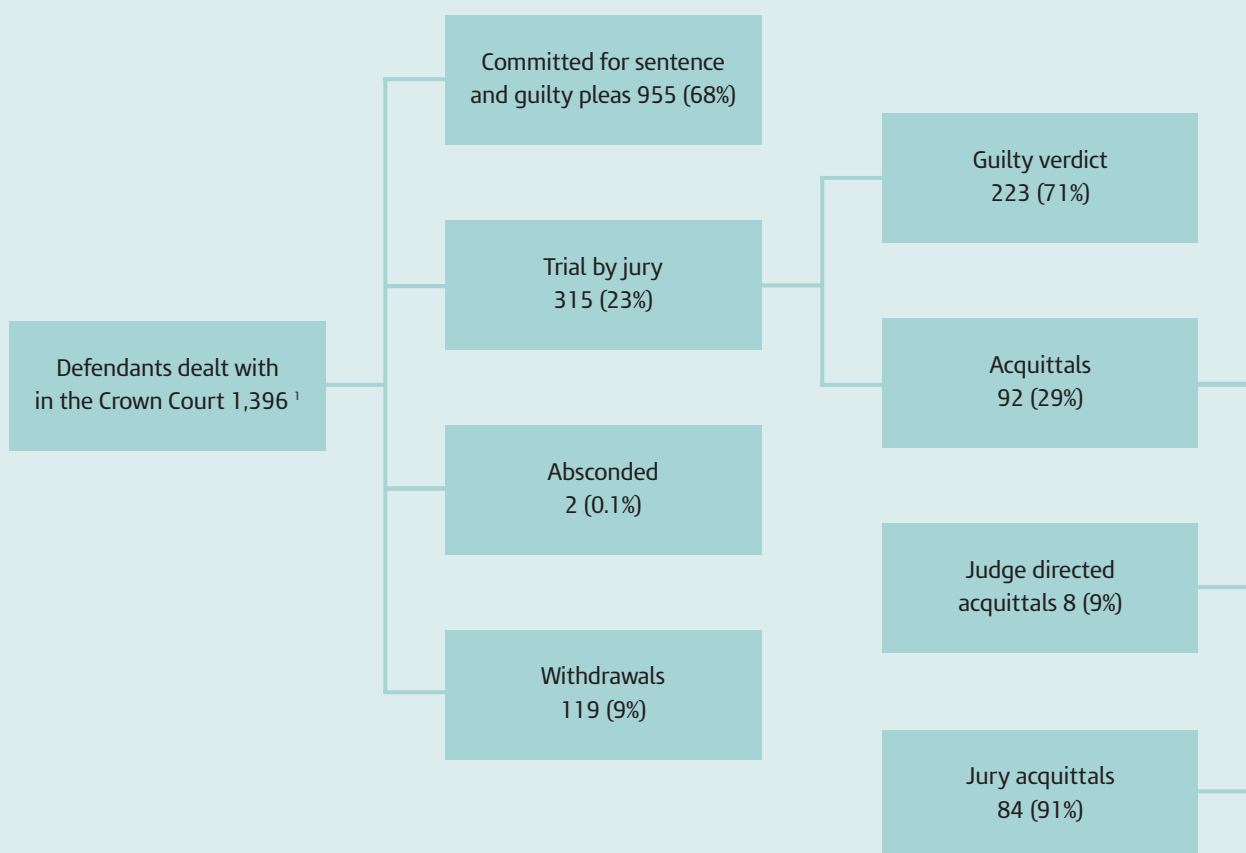 Defendants dealt with
in the Crown Court 1,396 ¹
Committed for sentence
and guilty pleas 955 (68%)
Trial by jury
315 (23%)
Absconded
2 (0.1%)
Withdrawals
119 (9%)
Guilty verdict
223 (71%)
Acquittals
92 (29%)
Judge directed
acquittals 8 (9%)
Jury acquittals
84 (91%)